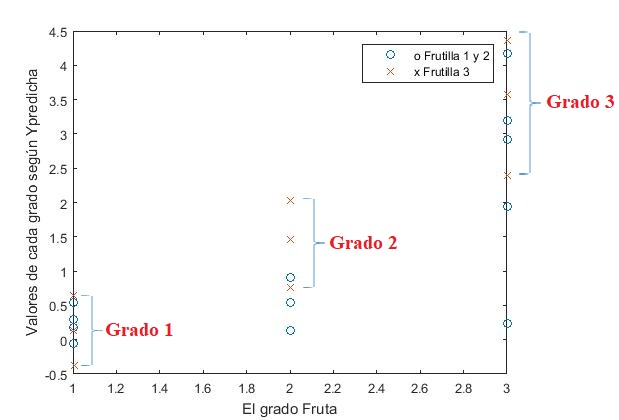 4.5
4
3.5
3
2.5
2
1.5
1
0.5
0
-0.5
Valores de cada grado según Ypredicha
o Frutilla 1 y 2
x Frutilla 3
Grado 3
Grado 2
Grado 1
1 1.2 1.4 1.6 1.8 2 2.2 2.4 2.6 2.8 3
El grado Fruta